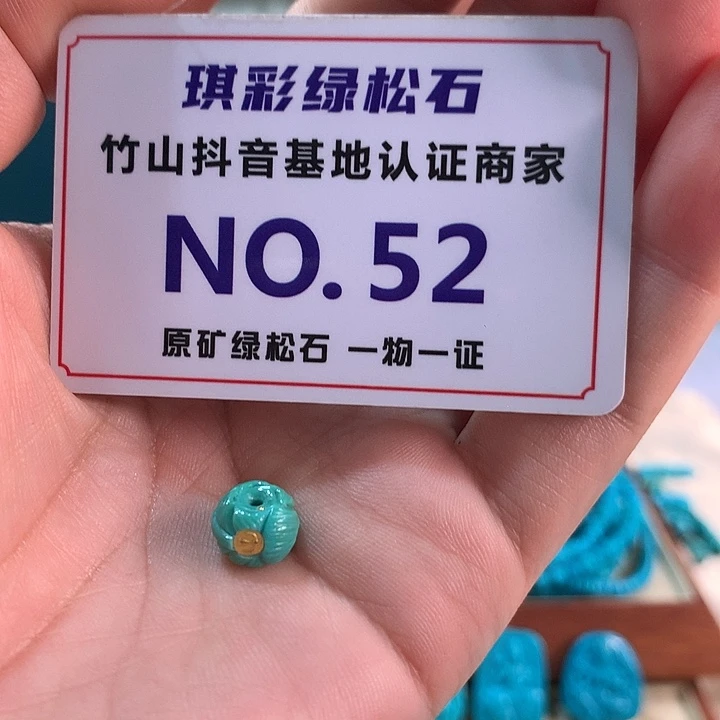 琪彩绿松石
竹山抖音基地认证商家
NO. 52
原矿绿松石 一物一证